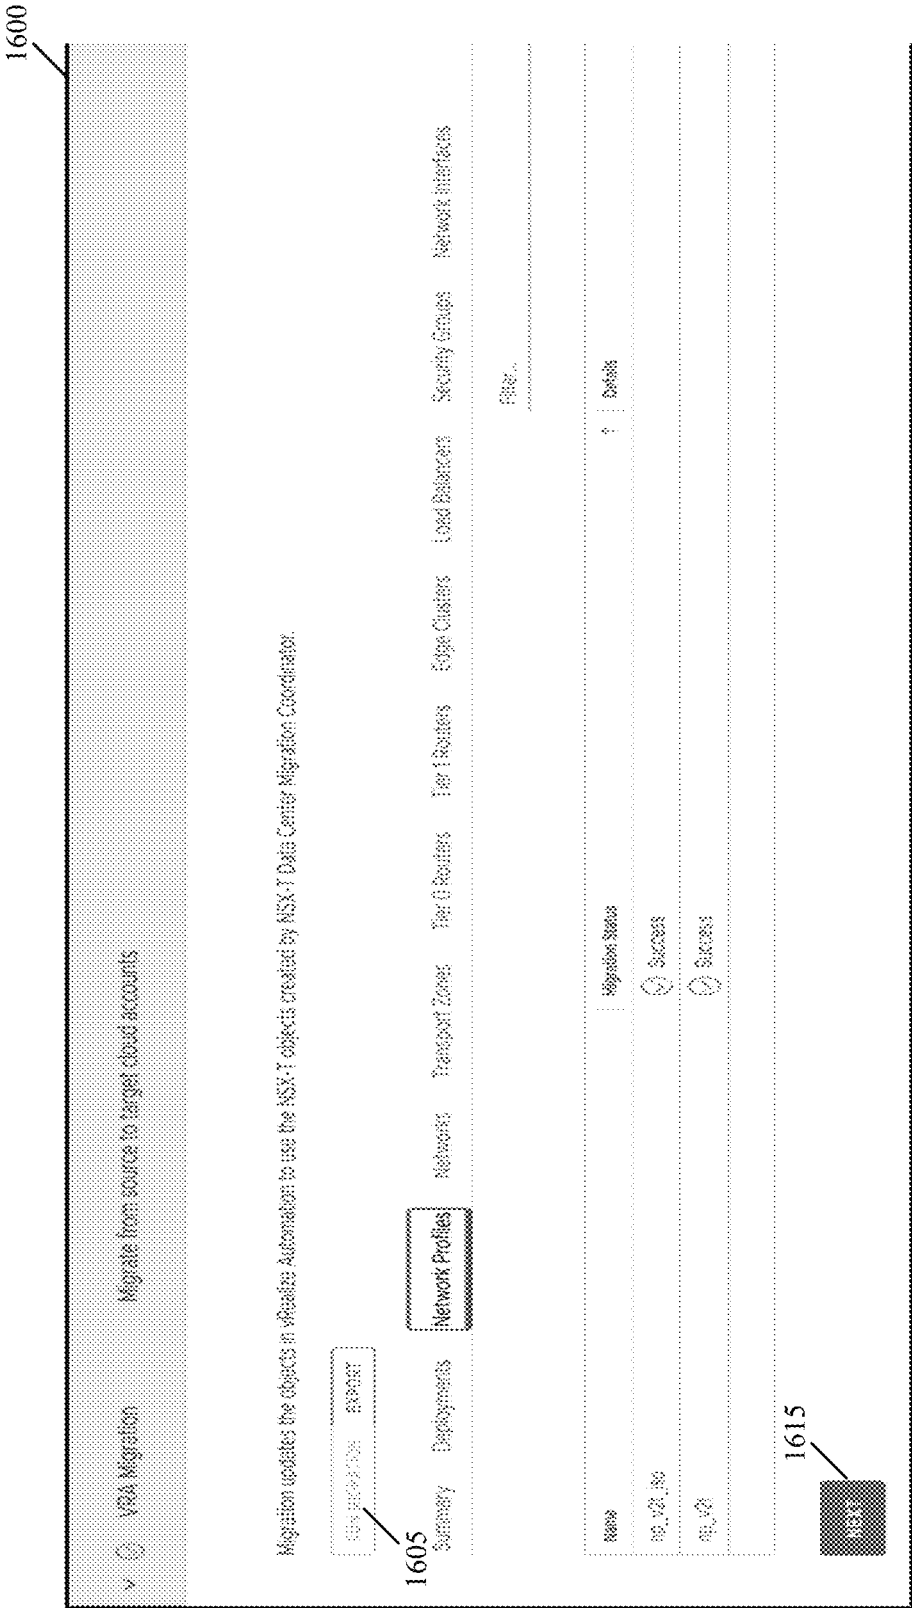 1600
VRA Migration Migrate from source to target cloud accounts
Migration updates the objects in vRealize Automation to use the NSX-T objects created by NSX-T Data Center Migration Coordinator.
EXPORT
1605
Summary Deployments Network Profiles Networks Transport Zones Tier 0 Routers Tier 1 Routers Edge Clusters Load Balancers Security Groups Network Interfaces
Filter...
Name Migration Status ↑ Details
np_v2t_iso Success
np_v2t Success
1615
NEXT